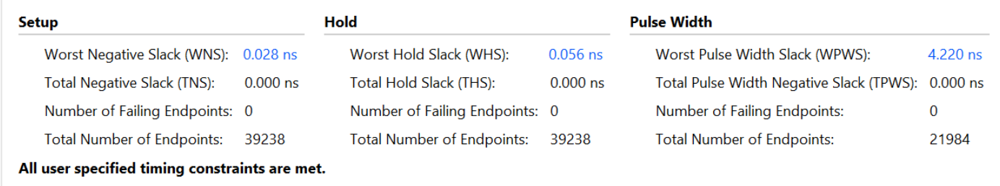 Setup Hold Pulse Width
Worst Negative Slack (WNS): 0.028 ns Worst Hold Slack (WHS): 0.056 ns Worst Pulse Width Slack (WPWS): 4.220 ns
Total Negative Slack (TNS): 0.000 ns Total Hold Slack (THS): 0.000 ns Total Pulse Width Negative Slack (TPWS): 0.000 ns
Number of Failing Endpoints: 0 Number of Failing Endpoints: 0 Number of Failing Endpoints: 0
Total Number of Endpoints: 39238 Total Number of Endpoints: 39238 Total Number of Endpoints: 21984
All user specified timing constraints are met.